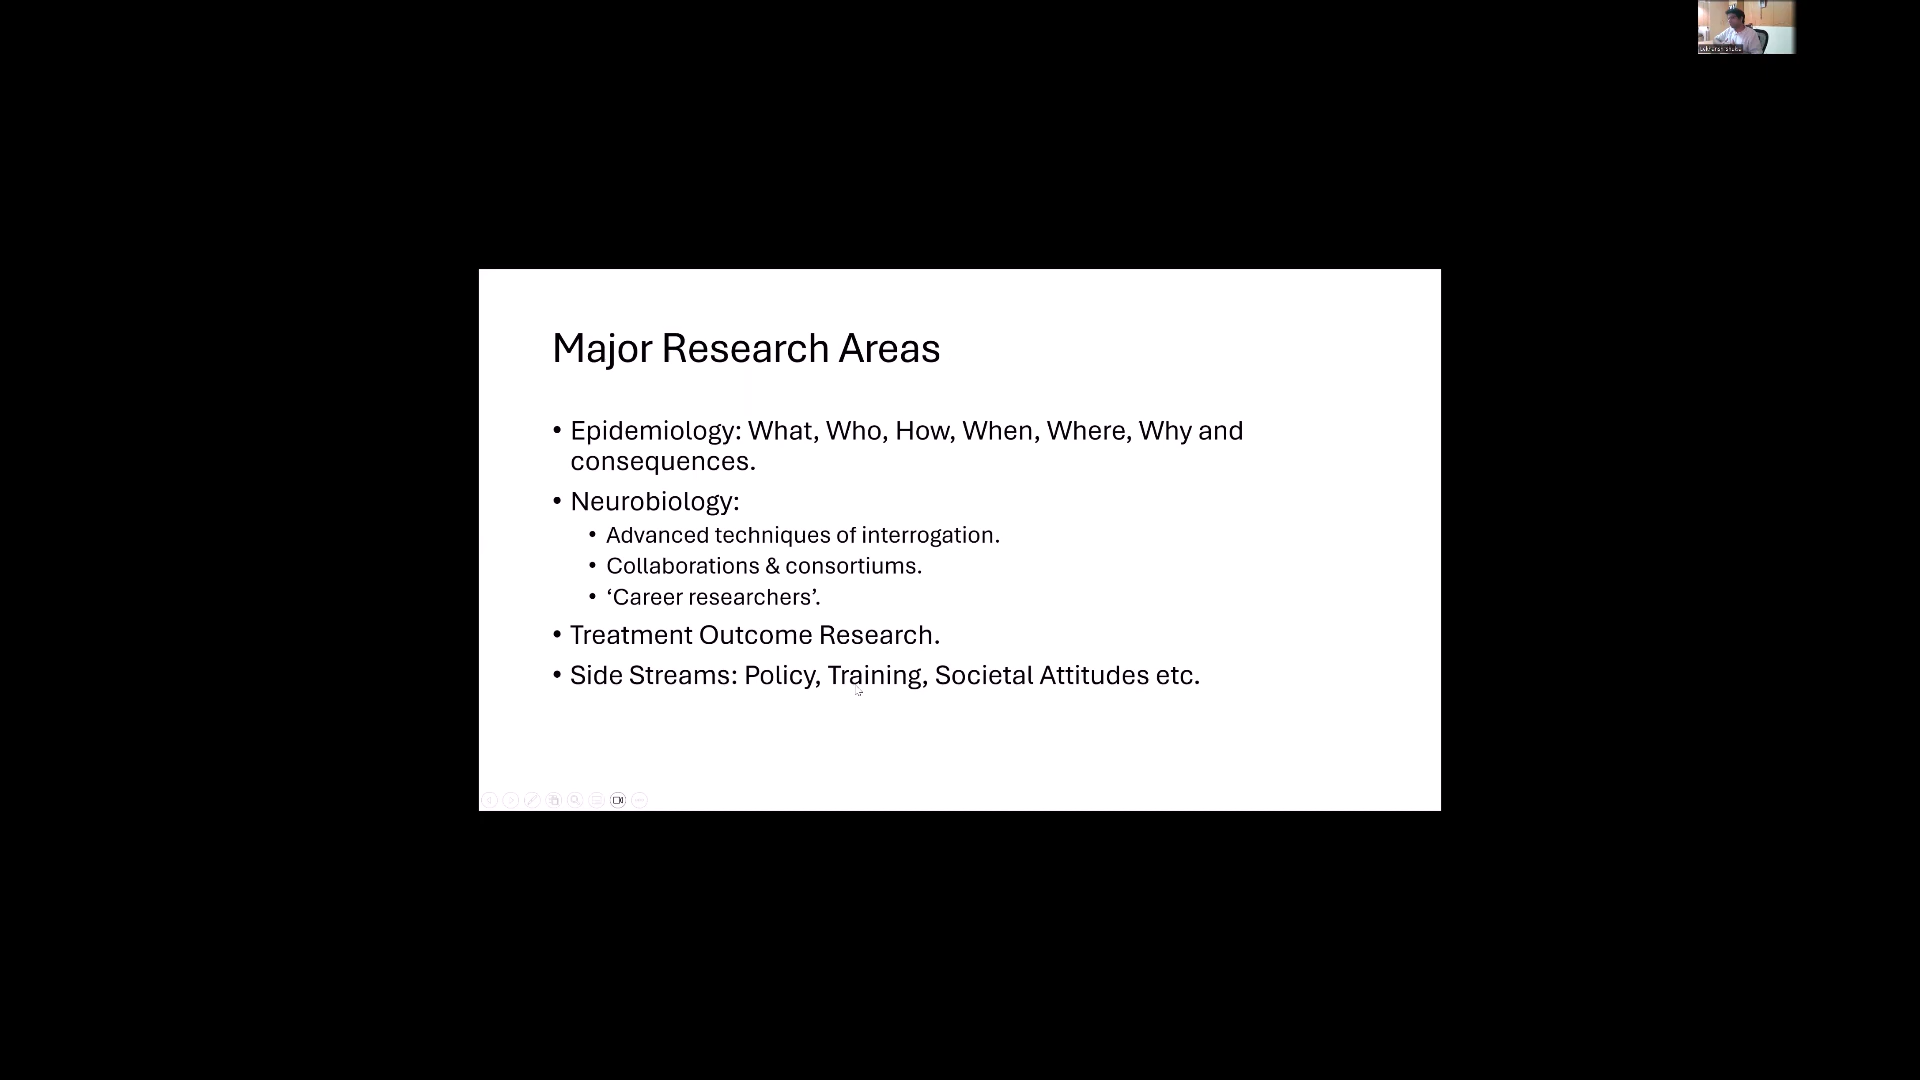 Major Research Areas
• Epidemiology: What, Who, How, When, Where, Why and
consequences.
• Neurobiology:
• Advanced techniques of interrogation.
• Collaborations & consortiums.
• ‘Career researchers’.
• Treatment Outcome Research.
• Side Streams: Policy, Training, Societal Attitudes etc.